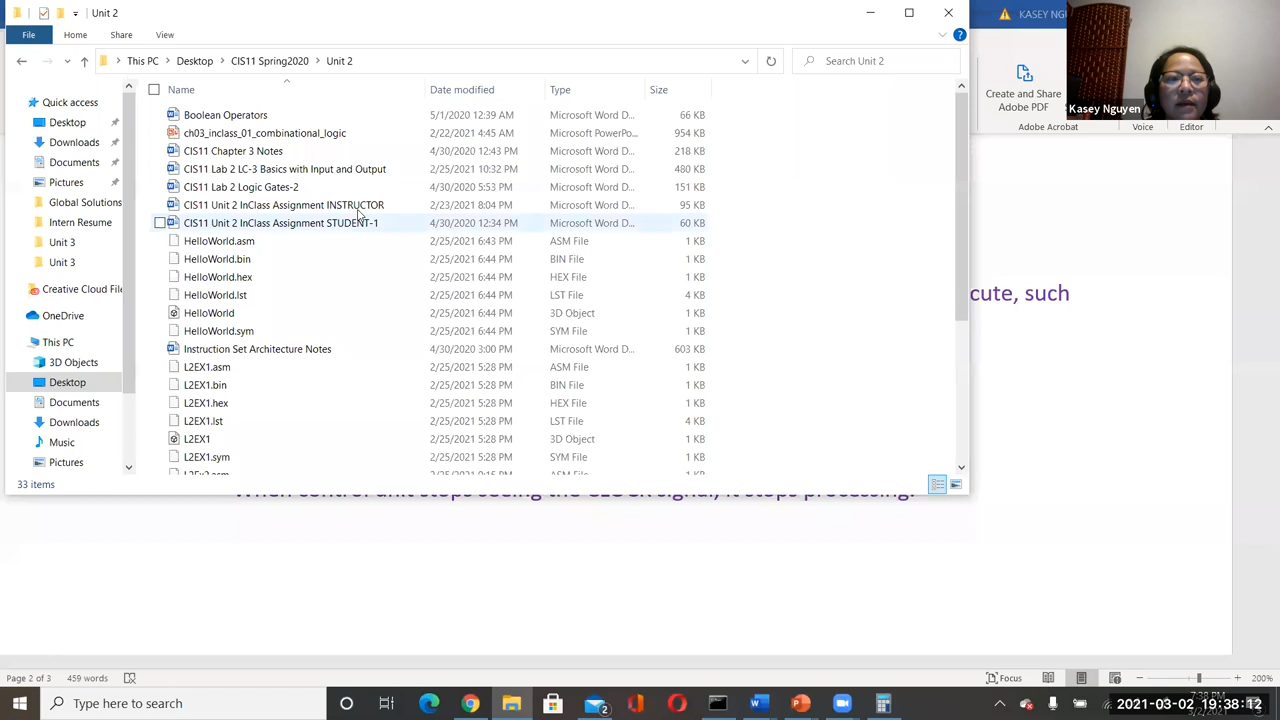 Unit 2
KASEY NGU
File Home Share View
This PC Desktop CIS11 Spring2020 Unit 2
Search Unit 2
Name Date modified Type Size
Quick access
Desktop
Downloads
Documents
Pictures
Global Solutions
Intern Resume
Unit 3
Unit 3
Creative Cloud File
OneDrive
This PC
3D Objects
Desktop
Documents
Downloads
Music
Pictures
Boolean Operators 5/1/2020 12:39 AM Microsoft Word D... 66 KB
ch03_inclass_01_combinational_logic 2/22/2021 4:45 AM Microsoft PowerPo... 954 KB
CIS11 Chapter 3 Notes 4/30/2020 12:43 PM Microsoft Word D... 218 KB
CIS11 Lab 2 LC-3 Basics with Input and Output 2/25/2021 10:32 PM Microsoft Word D... 480 KB
CIS11 Lab 2 Logic Gates-2 4/30/2020 5:53 PM Microsoft Word D... 151 KB
CIS11 Unit 2 InClass Assignment INSTRUCTOR 2/23/2021 8:04 PM Microsoft Word D... 95 KB
CIS11 Unit 2 InClass Assignment STUDENT-1 4/30/2020 12:34 PM Microsoft Word D... 60 KB
HelloWorld.asm 2/25/2021 6:43 PM ASM File 1 KB
HelloWorld.bin 2/25/2021 6:44 PM BIN File 1 KB
HelloWorld.hex 2/25/2021 6:44 PM HEX File 1 KB
HelloWorld.lst 2/25/2021 6:44 PM LST File 4 KB
HelloWorld 2/25/2021 6:44 PM 3D Object 1 KB
HelloWorld.sym 2/25/2021 6:44 PM SYM File 1 KB
Instruction Set Architecture Notes 4/30/2020 3:00 PM Microsoft Word D... 603 KB
L2EX1.asm 2/25/2021 5:28 PM ASM File 1 KB
L2EX1.bin 2/25/2021 5:28 PM BIN File 1 KB
L2EX1.hex 2/25/2021 5:28 PM HEX File 1 KB
L2EX1.lst 2/25/2021 5:28 PM LST File 4 KB
L2EX1 2/25/2021 5:28 PM 3D Object 1 KB
L2EX1.sym 2/25/2021 5:28 PM SYM File 1 KB
33 items
Create and Share
Adobe PDF
Adobe Acrobat Voice Editor
Kasey Nguyen
cute, such
When control unit stops seeing the CLOCK signal, it stops processing.
Page 2 of 3 459 words Focus 200%
Type here to search
7:38 PM
2021-03-02 19:38:12